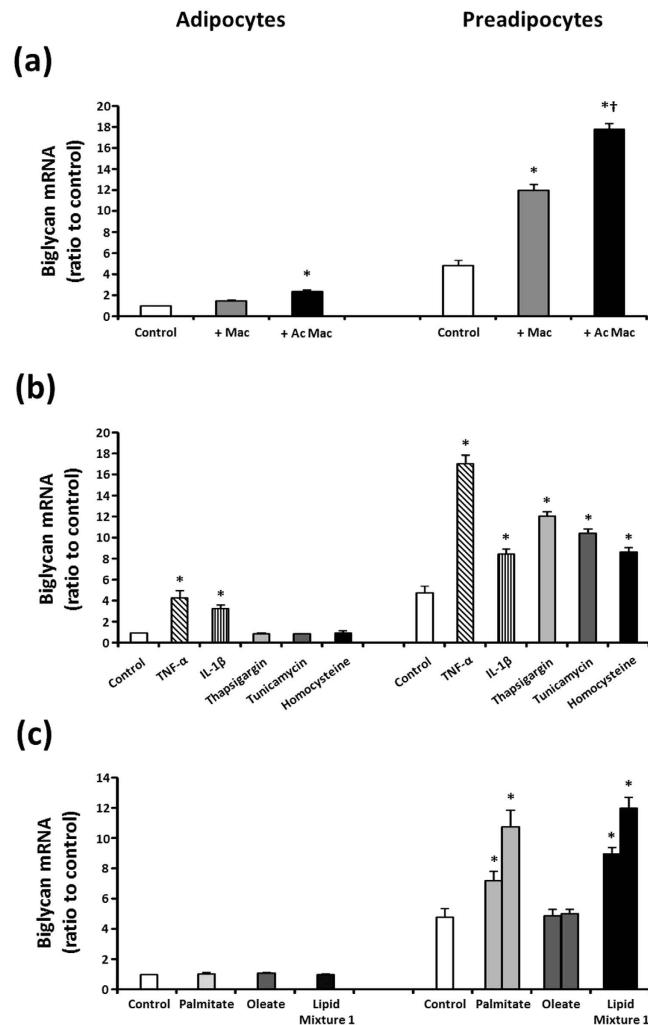 Adipocytes Preadipocytes
(a)
Biglycan mRNA
(ratio to control)
20
18
16
14
12
10
8
6
4
2
0
*
*
*†
Control + Mac + Ac Mac Control + Mac + Ac Mac
(b)
Biglycan mRNA
(ratio to control)
20
18
16
14
12
10
8
6
4
2
0
* * * * * * *
Control TNF-α IL-1β Thapsigargin Tunicamycin Homocysteine Control TNF-α IL-1β Thapsigargin Tunicamycin Homocysteine
(c)
Biglycan mRNA
(ratio to control)
14
12
10
8
6
4
2
0
* * * *
Control Palmitate Oleate Lipid Control Palmitate Oleate Lipid
Mixture 1 Mixture 1